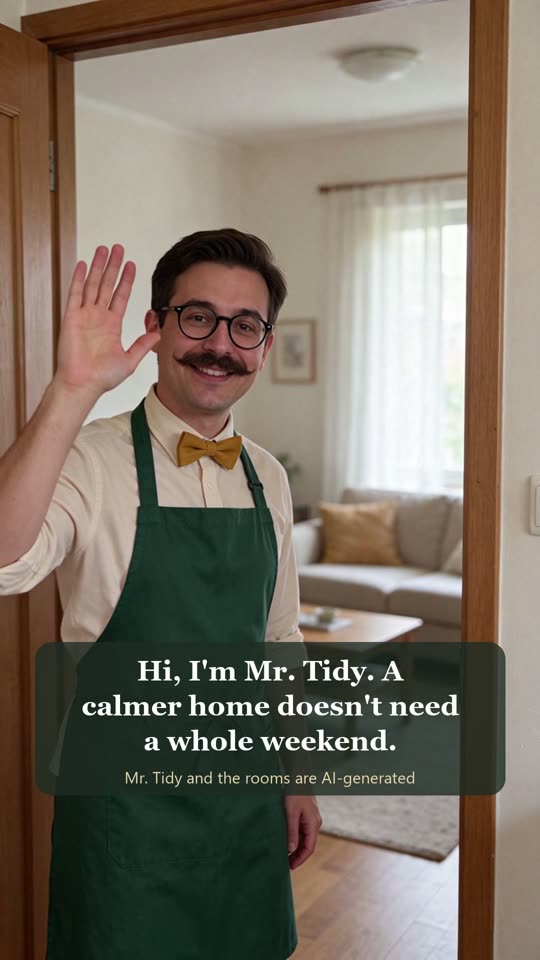 Hi, I'm Mr. Tidy. A
calmer home doesn't need
a whole weekend.
Mr. Tidy and the rooms are AI-generated